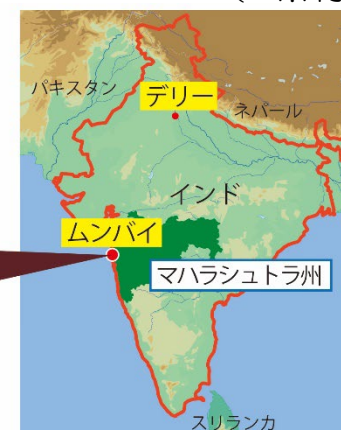 パキスタン
デリー
ネパール
インド
ムンバイ
マハラシュトラ州
スリランカ